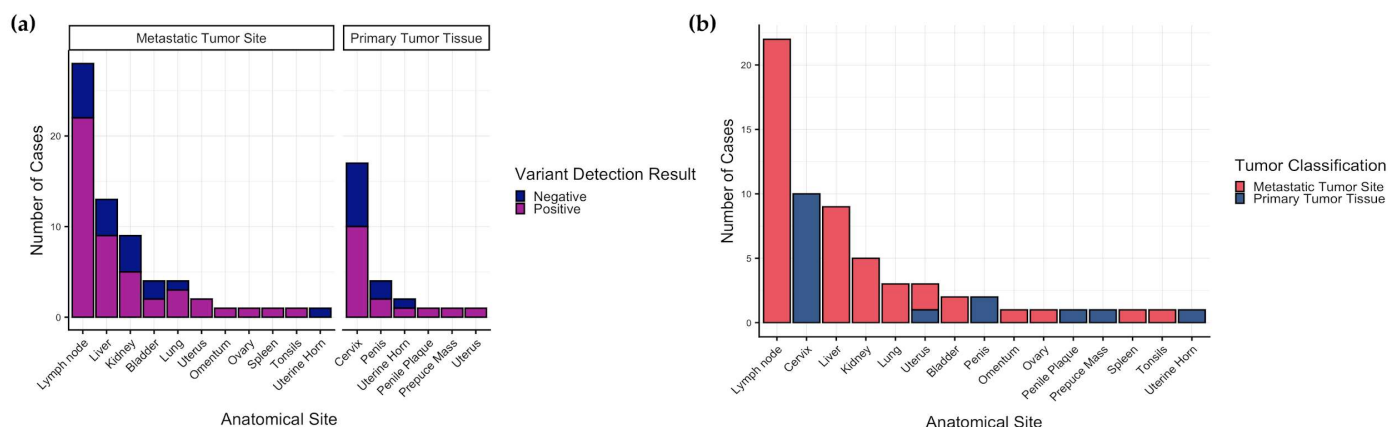 (a)
Metastatic Tumor Site
Primary Tumor Tissue
Number of Cases
20
10
0
Lymph node
Liver
Kidney
Bladder
Lung
Uterus
Omentum
Ovary
Spleen
Tonsils
Uterine Horn
Cervix
Penis
Uterine Horn
Penile Plaque
Prepuce Mass
Uterus
Anatomical Site
Variant Detection Result
Negative
Positive
(b)
Number of Cases
20
15
10
5
0
Lymph node
Cervix
Liver
Kidney
Lung
Uterus
Bladder
Penis
Omentum
Ovary
Penile Plaque
Prepuce Mass
Spleen
Tonsils
Uterine Horn
Anatomical Site
Tumor Classification
Metastatic Tumor Site
Primary Tumor Tissue